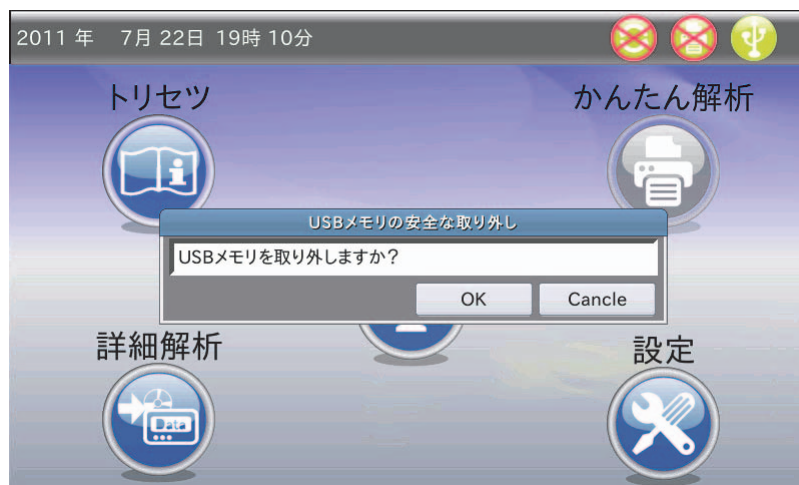 2011 年 7月 22日 19時 10分
トリセツ
かんたん解析
USBメモリの安全な取り外し
USBメモリを取り外しますか?
OK
Cancle
詳細解析
設定
Data